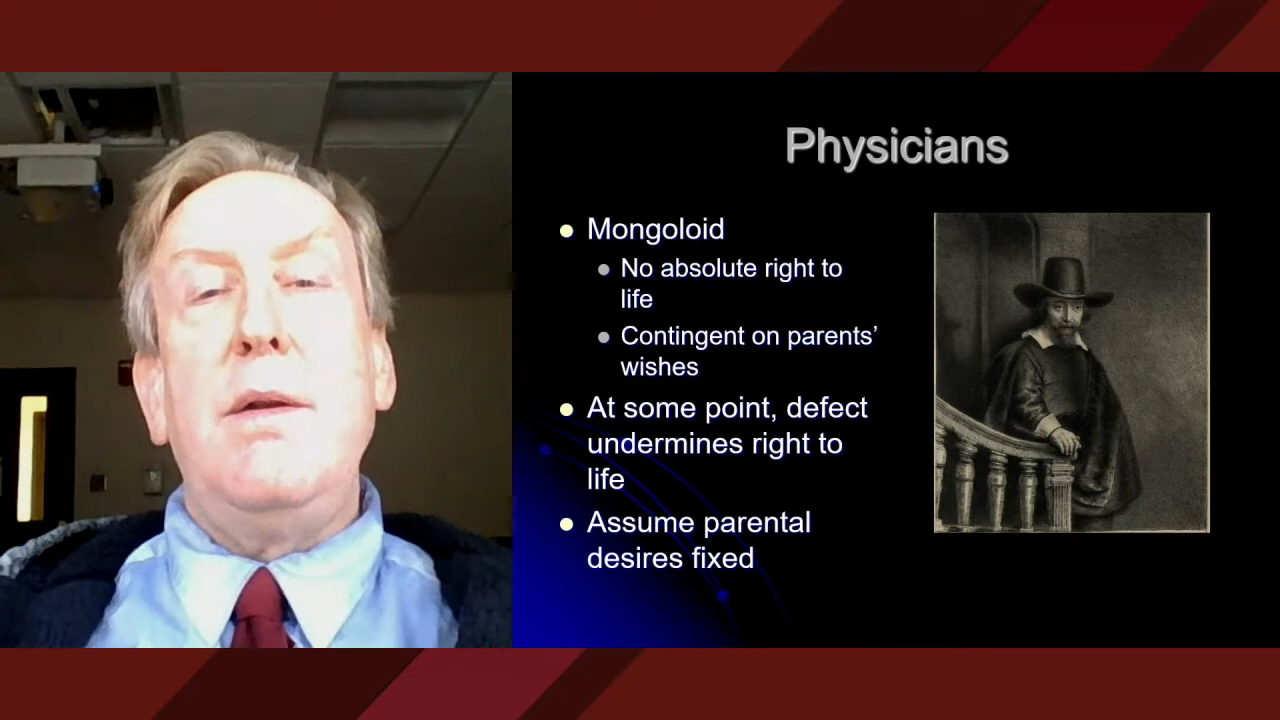 Physicians
Mongoloid
No absolute right to
life
Contingent on parents’
wishes
At some point, defect
undermines right to
life
Assume parental
desires fixed